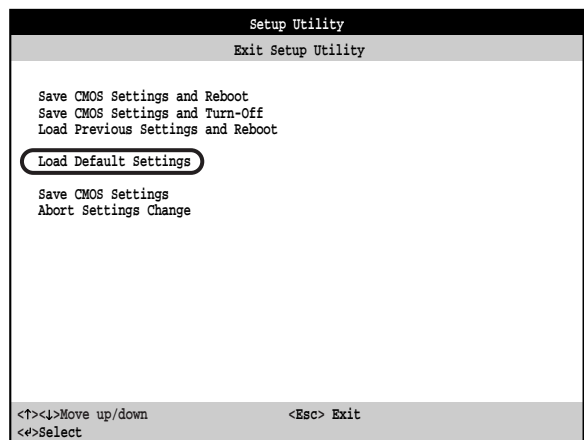 Setup Utility
Exit Setup Utility
Save CMOS Settings and Reboot
Save CMOS Settings and Turn-Off
Load Previous Settings and Reboot
Load Default Settings
Save CMOS Settings
Abort Settings Change
<↑><↓>Move up/down <Esc> Exit
<↵>Select